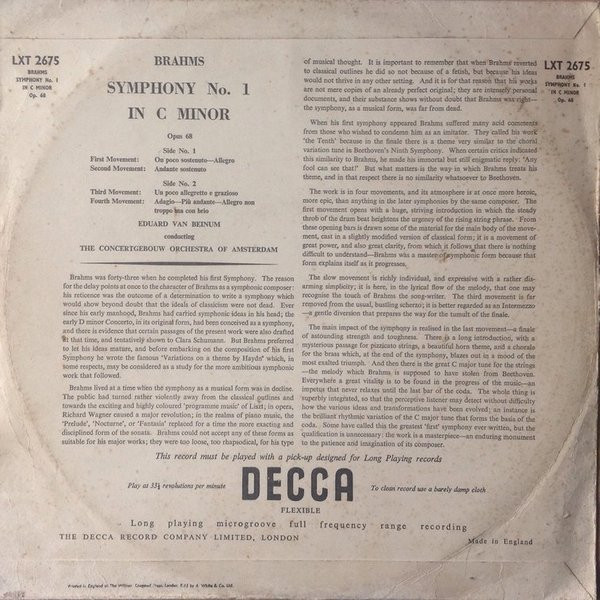 LXT 2675
BRAHMS
SYMPHONY No. 1
IN C MINOR
Op. 68
BRAHMS
SYMPHONY No. 1
IN C MINOR
Opus 68
Side No. 1
First Movement: Un poco sostenuto—Allegro
Second Movement: Andante sostenuto
Side No. 2
Third Movement: Un poco allegretto e grazioso
Fourth Movement: Adagio—Più andante—Allegro non
troppo ma con brio
EDUARD VAN BEINUM
conducting
THE CONCERTGEBOUW ORCHESTRA OF AMSTERDAM
Brahms was forty-three when he completed his first Symphony. The reason
for the delay points at once to the character of Brahms as a symphonic composer:
his reticence was the outcome of a determination to write a symphony which
would show beyond doubt that the ideals of classicism were not dead. Ever
since his early manhood, Brahms had carried symphonic ideas in his head; the
early D minor Concerto, in its original form, had been conceived as a symphony,
and there is evidence that certain passages of the present work were also drafted
at that time, and tentatively shown to Clara Schumann. But Brahms preferred
to let his ideas mature, and before embarking on the composition of his first
Symphony he wrote the famous 'Variations on a theme by Haydn' which, in
some respects, may be considered as a study for the more ambitious symphonic
work that followed.
Brahms lived at a time when the symphony as a musical form was in decline.
The public had turned rather violently away from the classical outlines and
towards the exciting and highly coloured 'programme music' of Liszt; in opera,
Richard Wagner caused a major revolution; in the realms of piano music, the
'Prelude', 'Nocturne', or 'Fantasia' replaced for a time the more exacting and
disciplined form of the sonata. Brahms could not accept any of these forms as
suitable for his major works; they were too loose, too rhapsodical, for his type
of musical thought. It is important to remember that when Brahms reverted
to classical outlines he did so not because of a fetish, but because his ideas
would not thrive in any other setting. And it is for that reason that his works
are not mere copies of an already perfect original; they are intensely personal
documents, and their substance shows without doubt that Brahms was right—
the symphony, as a musical form, was far from dead.
When his first symphony appeared Brahms suffered many acid comments
from those who wished to condemn him as an imitator. They called his work
'the Tenth' because in the finale there is a theme very similar to the choral
variation tune in Beethoven's Ninth Symphony. When certain critics indicated
this similarity to Brahms, he made his immortal but still enigmatic reply: 'Any
fool can see that!' But what matters is the way in which Brahms treats his
theme, and in that respect there is no similarity whatsoever to Beethoven.
The work is in four movements, and its atmosphere is at once more heroic,
more epic, than anything in the later symphonies by the same composer. The
first movement opens with a huge, striving introduction in which the steady
throb of the drum beat heightens the urgency of the rising string phrase. From
these opening bars is drawn some of the material for the main body of the move-
ment, cast in a slightly modified version of classical form; it is a movement of
great power, and also great clarity, from which it follows that there is nothing
difficult to understand—Brahms was a master of symphonic form because that
form explains itself as it progresses.
The slow movement is richly individual, and expressive with a rather dis-
arming simplicity; it is here, in the lyrical flow of the melody, that one may
recognise the touch of Brahms the song-writer. The third movement is far
removed from the usual, bustling scherzo; it is better regarded as an Intermezzo
—a gentle diversion that prepares the way for the tumult of the finale.
The main impact of the symphony is realised in the last movement—a finale
of astounding strength and toughness. There is a long introduction, with a
mysterious passage for pizzicato strings, a beautiful horn theme, and a chorale
for the brass which, at the end of the symphony, blazes out in a mood of the
most exalted triumph. And then there is the great C major tune for the strings
—the melody which Brahms is supposed to have stolen from Beethoven.
Everywhere a great vitality is to be found in the progress of the music—an
impetus that never relaxes until the last bar of the coda. The whole thing is
superbly integrated, so that the perceptive listener may detect without difficulty
how the various ideas and transformations have been evolved; an instance is
the brilliant rhythmic variation of the C major tune that forms the basis of the
coda. Some have called this the greatest 'first' symphony ever written, but the
qualification is unnecessary: the work is a masterpiece—an enduring monument
to the patience and imagination of its composer.
LXT 2675
BRAHMS
SYMPHONY No. 1
IN C MINOR
Op. 68
This record must be played with a pick-up designed for Long Playing records
Play at 33⅓ revolutions per minute
DECCA
To clean record use a barely damp cloth
FLEXIBLE
Long playing microgroove full frequency range recording
THE DECCA RECORD COMPANY LIMITED, LONDON
Made in England